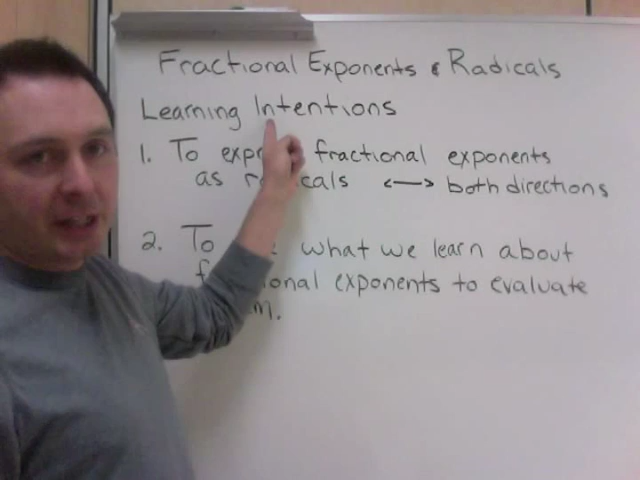 Fractional Exponents & Radicals
Learning Intentions
1. To fractional exponents
as ↔ both directions
2. To what we learn about
exponents to evaluate